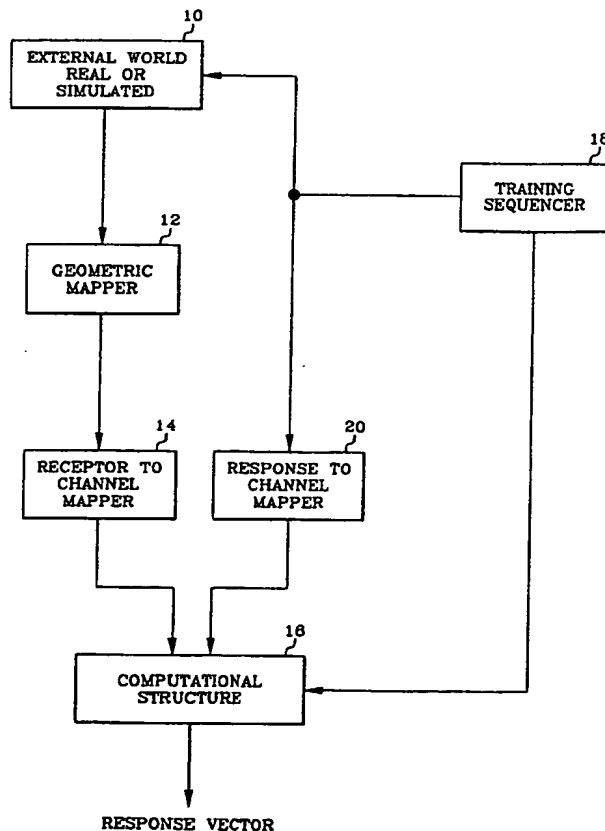 10
EXTERNAL WORLD
REAL OR
SIMULATED
18
TRAINING
SEQUENCER
12
GEOMETRIC
MAPPER
14
RECEPTOR TO
CHANNEL
MAPPER
20
RESPONSE TO
CHANNEL
MAPPER
16
COMPUTATIONAL
STRUCTURE
RESPONSE VECTOR